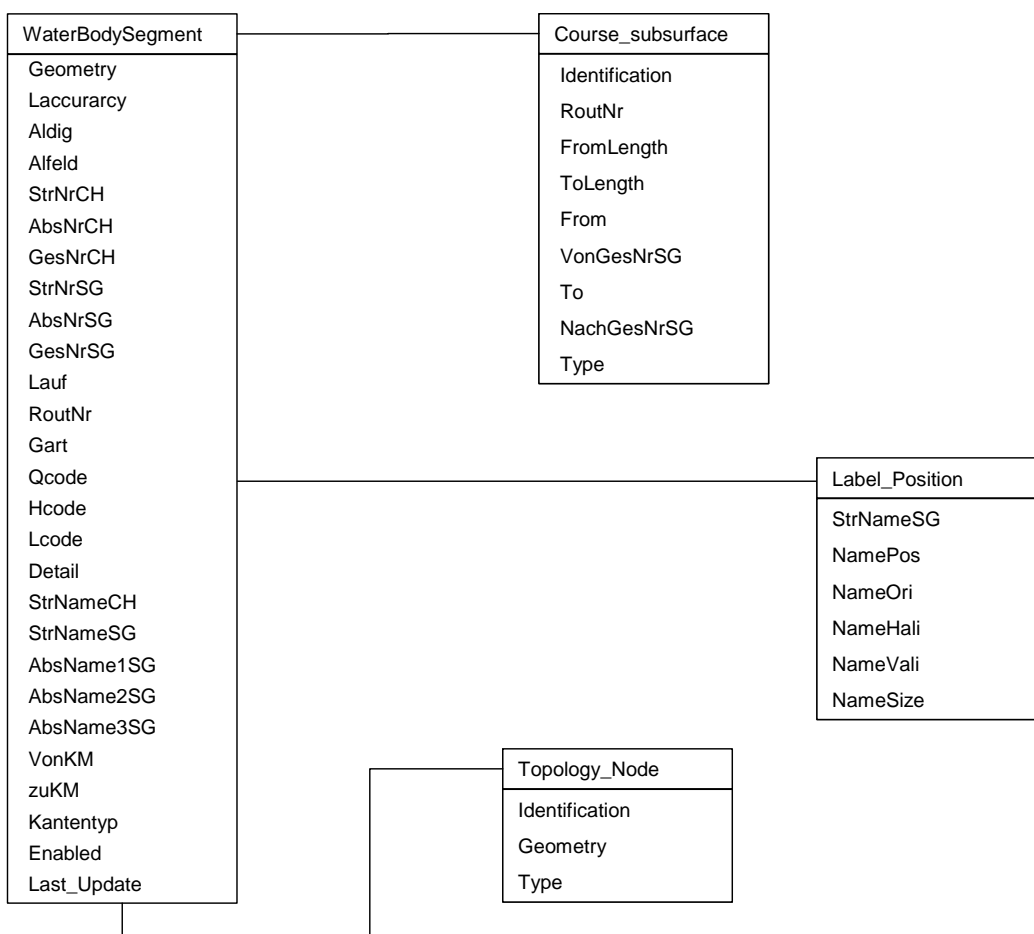 WaterBodySegment
Geometry
Laccurarcy
Aldig
Alfeld
StrNrCH
AbsNrCH
GesNrCH
StrNrSG
AbsNrSG
GesNrSG
Lauf
RoutNr
Gart
Qcode
Hcode
Lcode
Detail
StrNameCH
StrNameSG
AbsName1SG
AbsName2SG
AbsName3SG
VonKM
zuKM
Kantentyp
Enabled
Last_Update
Course_subsurface
Identification
RoutNr
FromLength
ToLength
From
VonGesNrSG
To
NachGesNrSG
Type
Label_Position
StrNameSG
NamePos
NameOri
NameHali
NameVali
NameSize
Topology_Node
Identification
Geometry
Type